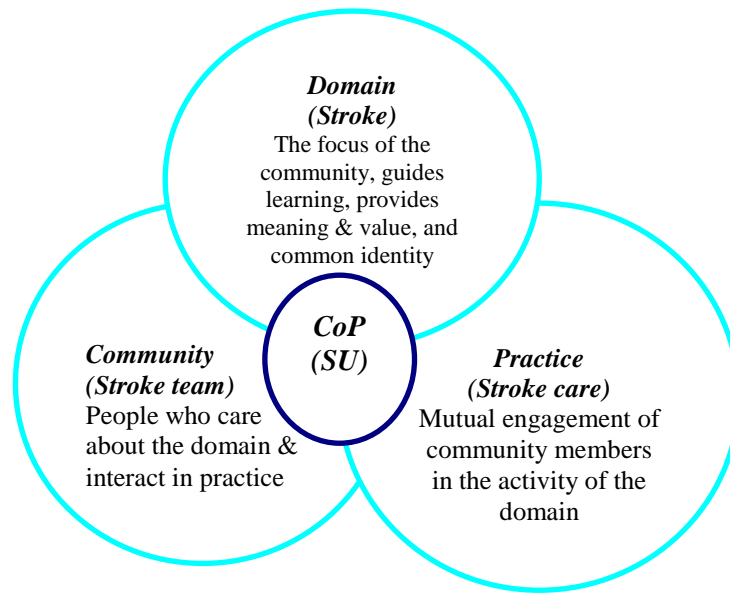 Domain
(Stroke)
The focus of the
community, guides
learning, provides
meaning & value, and
common identity
CoP
(SU)
Community
(Stroke team)
People who care
about the domain &
interact in practice
Practice
(Stroke care)
Mutual engagement of
community members
in the activity of the
domain